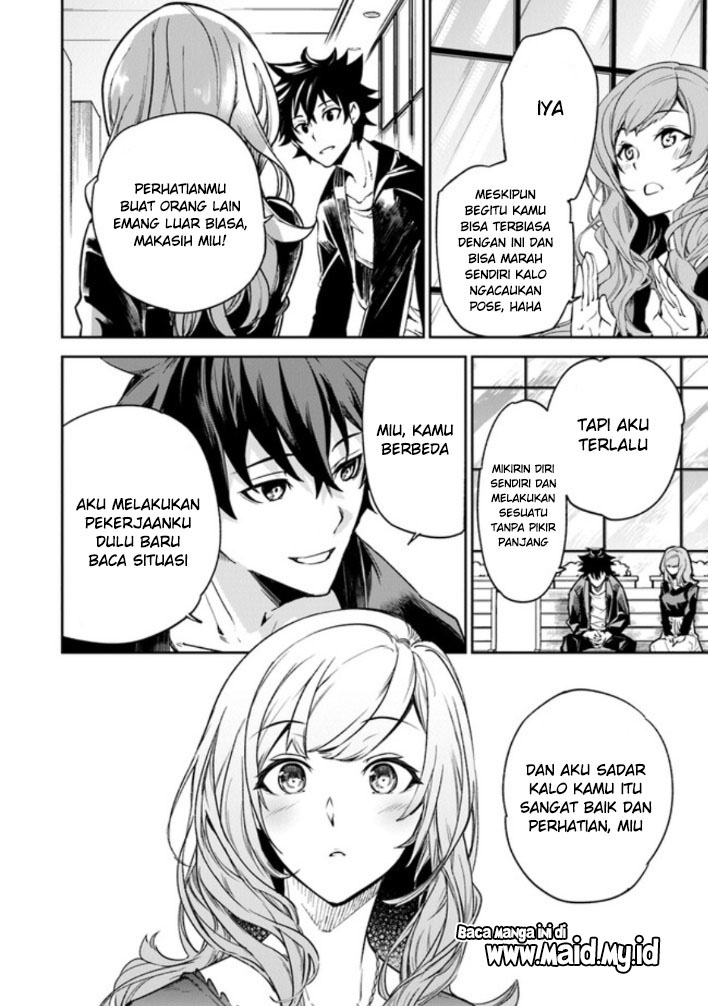 IYA
MESKIPUN
BEGITU KAMU
BISA TERBIASA
DENGAN INI DAN
BISA MARAH
SENDIRI KALO
NGACAUKAN
POSE, HAHA
PERHATIANMU
BUAT ORANG LAIN
EMANG LUAR BIASA,
MAKASIH MIU!
TAPI AKU
TERLALU
MIKIRIN DIRI
SENDIRI DAN
MELAKUKAN
SESUATU
TANPA PIKIR
PANJANG
MIU, KAMU
BERBEDA
AKU MELAKUKAN
PEKERJAANKU
DULU BARU
BACA SITUASI
DAN AKU SADAR
KALO KAMU ITU
SANGAT BAIK DAN
PERHATIAN, MIU
Baca Manga ini di
www.Maid.My.id